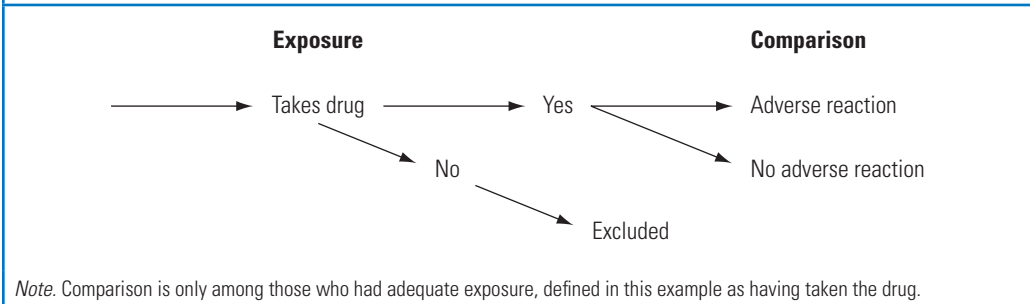 Exposure Comparison
Takes drug Yes Adverse reaction
No No adverse reaction
Excluded
Note. Comparison is only among those who had adequate exposure, defined in this example as having taken the drug.